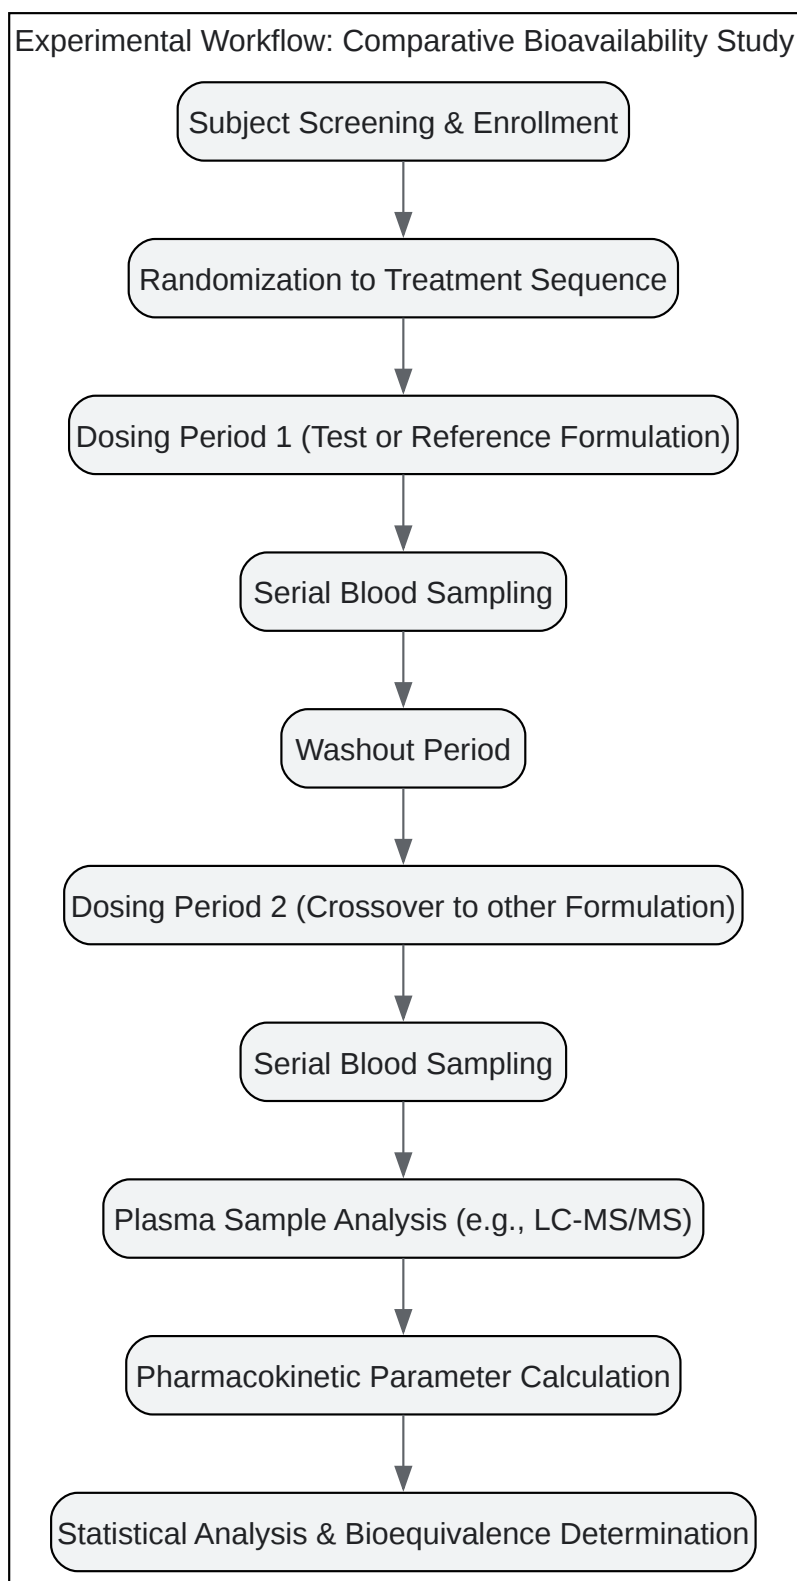 Experimental Workflow: Comparative Bioavailability Study
Subject Screening & Enrollment
Randomization to Treatment Sequence
Dosing Period 1 (Test or Reference Formulation)
Serial Blood Sampling
Washout Period
Dosing Period 2 (Crossover to other Formulation)
Serial Blood Sampling
Plasma Sample Analysis (e.g., LC-MS/MS)
Pharmacokinetic Parameter Calculation
Statistical Analysis & Bioequivalence Determination